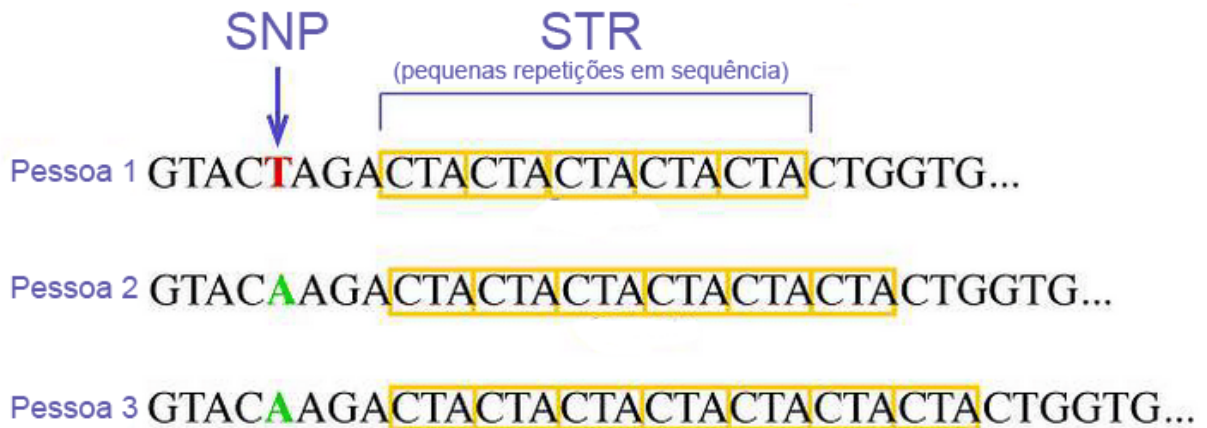 SNP STR
(pequenas repetições em sequência)
Pessoa 1 GTACTAGACTACTACTACTACTACTGGTG...
Pessoa 2 GTACAAGACTACTACTACTACTACTACTGGTG...
Pessoa 3 GTACAAGACTACTACTACTACTACTACTACTGGTG...